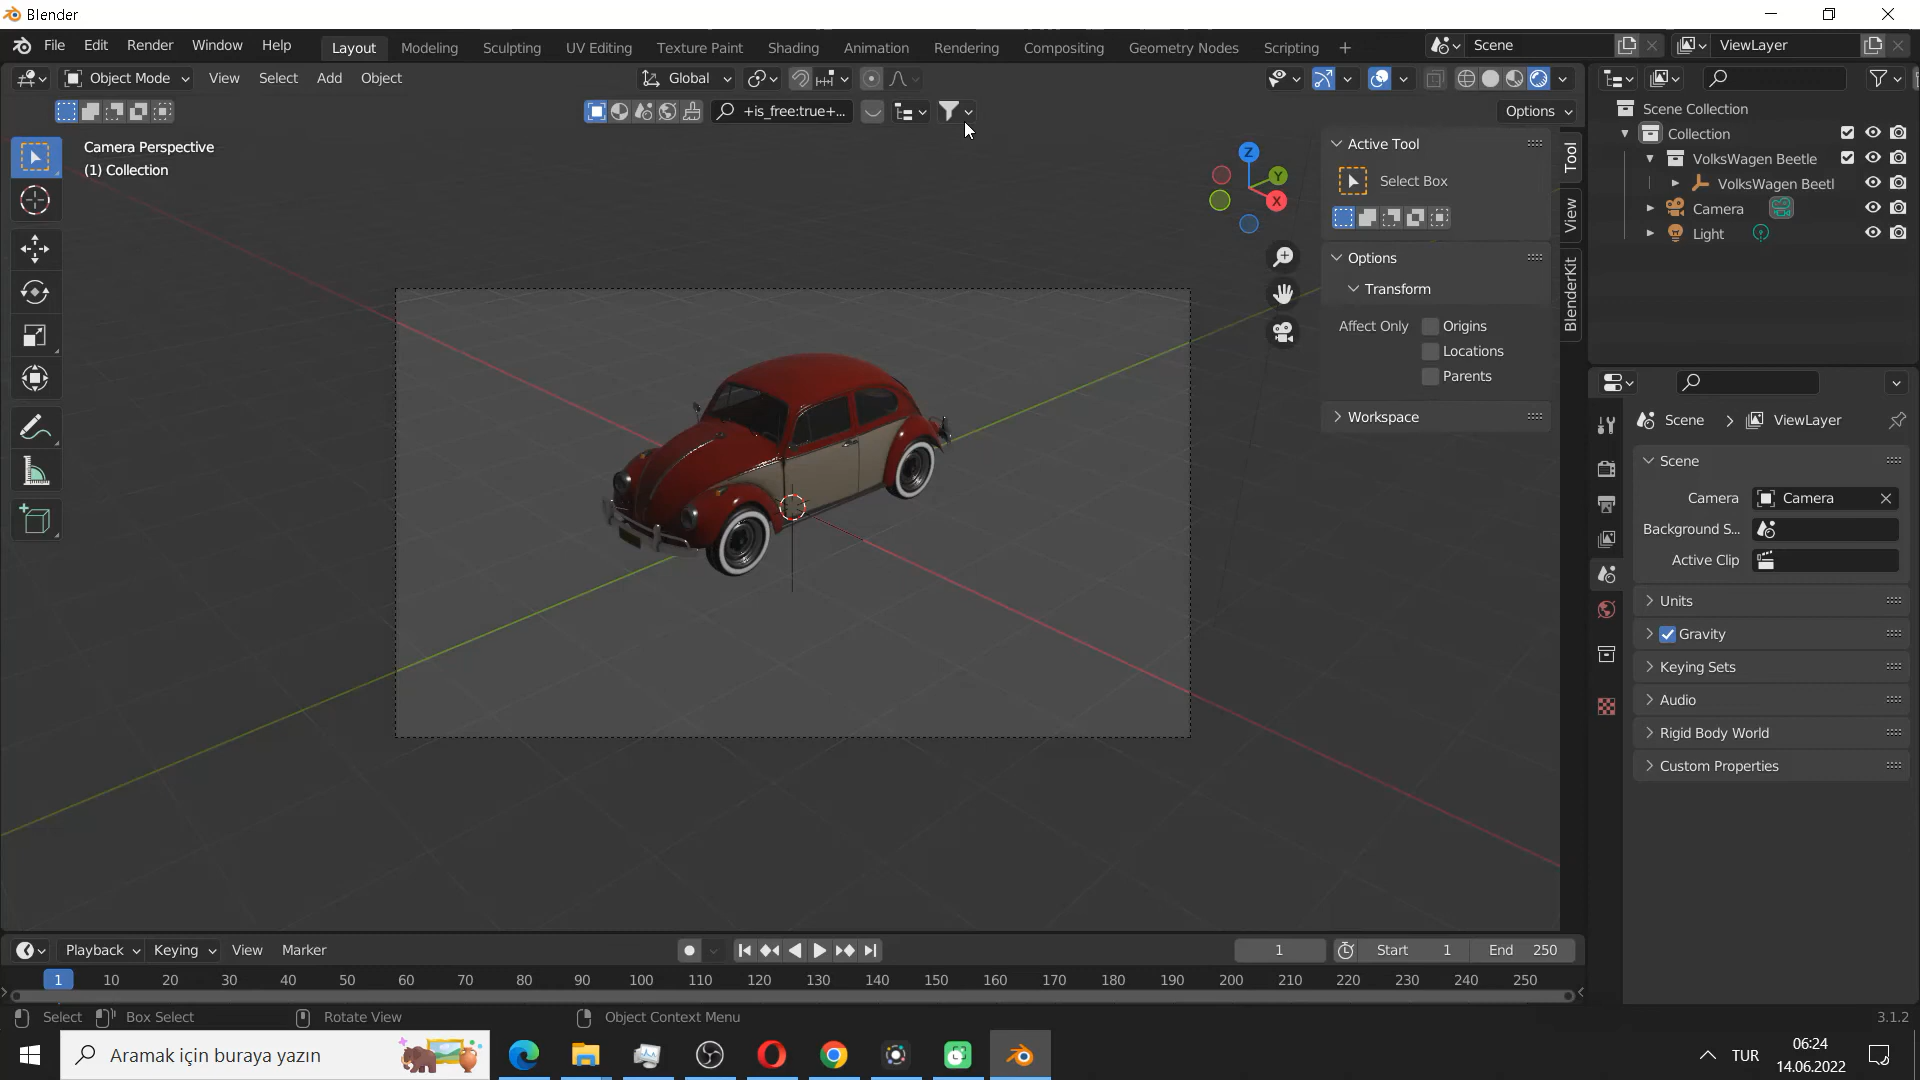 Blender
File Edit Render Window Help
Layout Modeling Sculpting UV Editing Texture Paint Shading Animation Rendering Compositing Geometry Nodes Scripting +
Scene
ViewLayer
Object Mode View Select Add Object
Global
+is_free:true+...
Options
Camera Perspective
(1) Collection
Z
Y
X
Active Tool
Select Box
Options
Transform
Affect Only Origins
Locations
Parents
Workspace
Tool
View
BlenderKit
Scene Collection
Collection
VolksWagen Beetle
VolksWagen Beetl
Camera
Light
Scene > ViewLayer
Scene
Camera Camera
Background S...
Active Clip
Units
Gravity
Keying Sets
Audio
Rigid Body World
Custom Properties
Playback Keying View Marker
1 Start 1 End 250
1 10 20 30 40 50 60 70 80 90 100 110 120 130 140 150 160 170 180 190 200 210 220 230 240 250
Select Box Select Rotate View Object Context Menu 3.1.2
Aramak için buraya yazın
TUR
06:24
14.06.2022